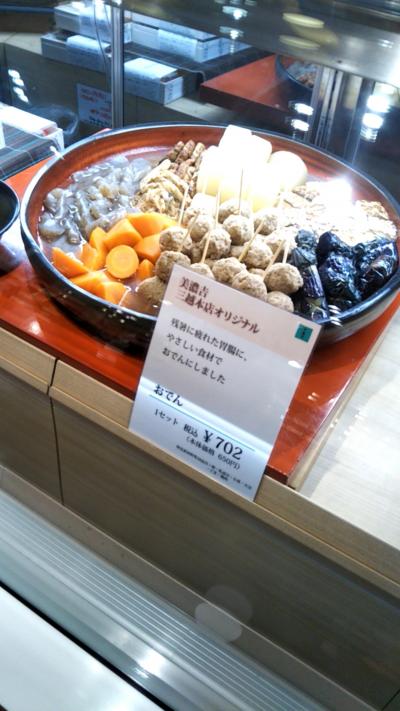 美濃吉
三越本店オリジナル
残暑に疲れた胃腸に、
やさしい食材で
おでんにしました
おでん
1セット 税込 ¥702
(本体価格 650円)